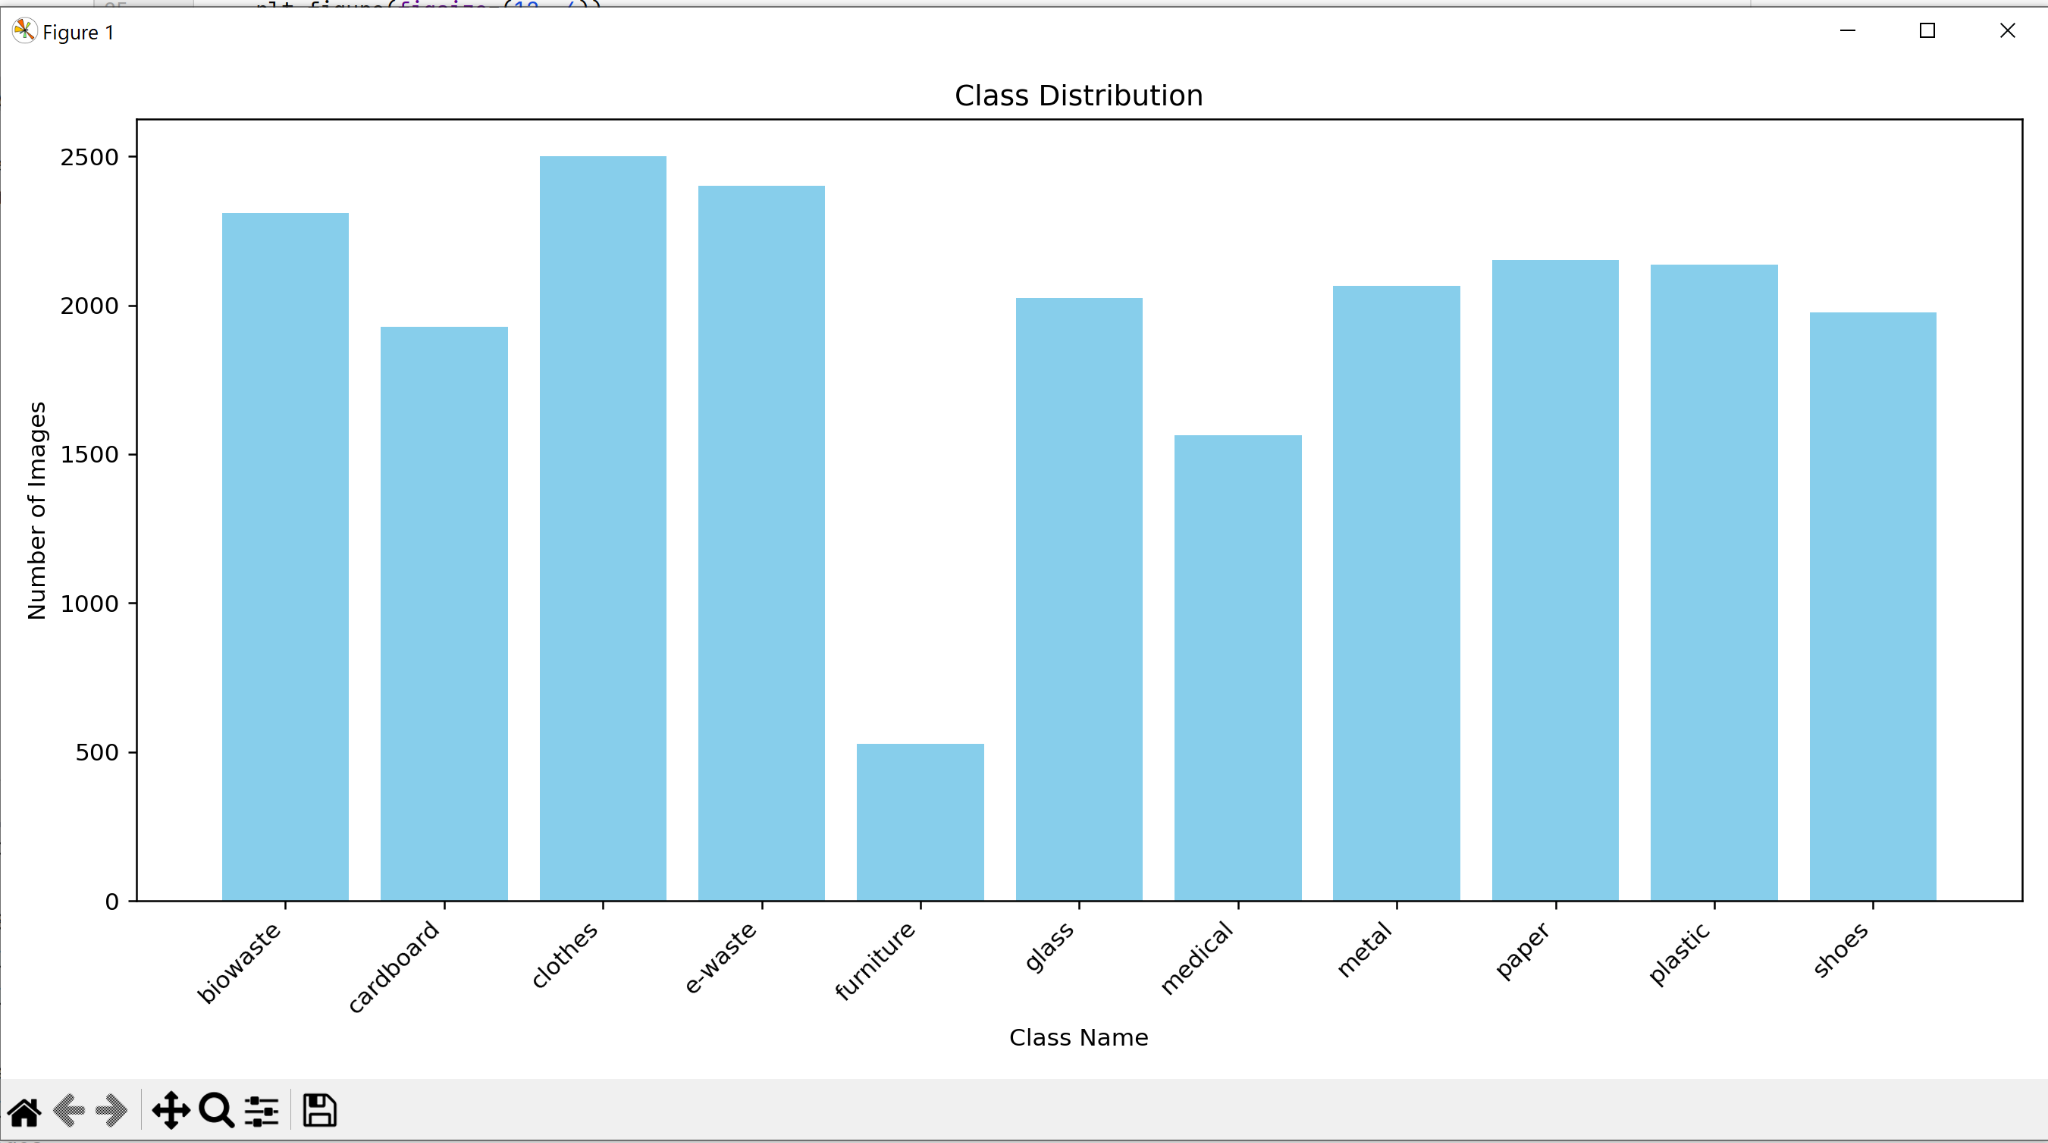 Figure 1
Class Distribution
2500
2000
1500
1000
500
0
Number of Images
biowaste
cardboard
clothes
e-waste
furniture
glass
medical
metal
paper
plastic
shoes
Class Name